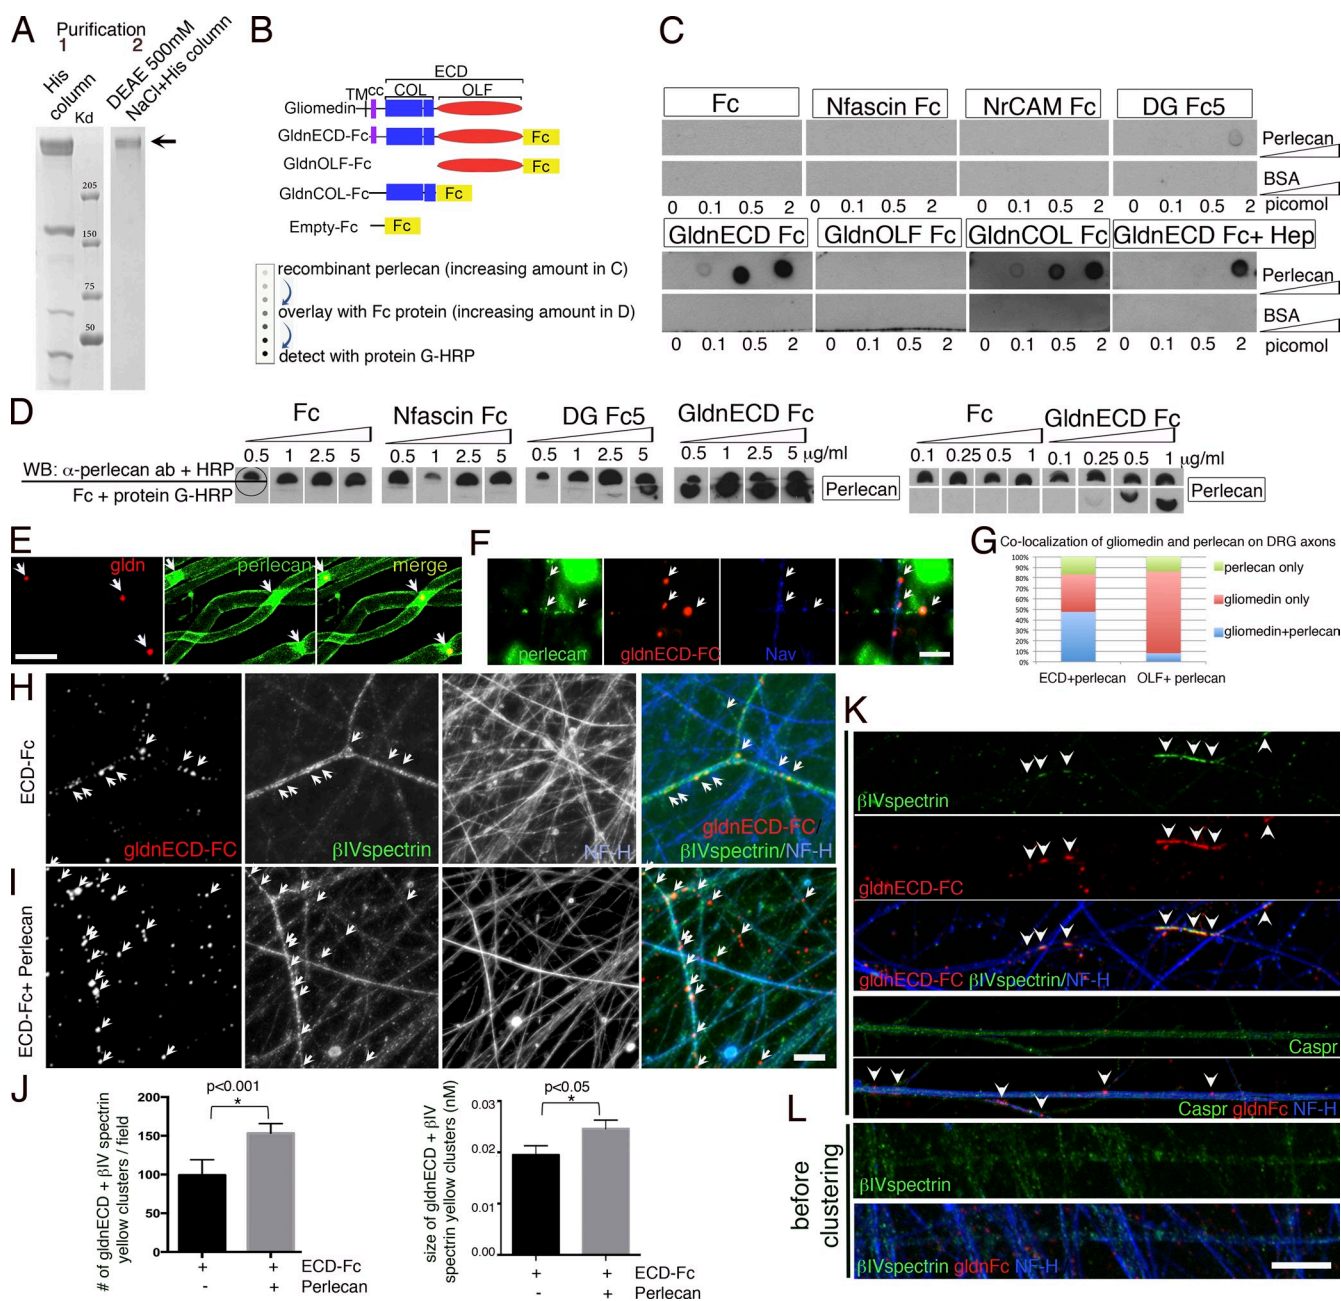 A
Purification
1 2
His column
Kd
DEAE 500mM NaCl+His column
205
150
75
50
B
ECD
TM cc COL OLF
Gliomedin
GldnECD-Fc Fc
GldnOLF-Fc Fc
GldnCOL-Fc Fc
Empty-Fc Fc
recombinant perlecan (increasing amount in C)
overlay with Fc protein (increasing amount in D)
detect with protein G-HRP
C
Fc Nfascin Fc NrCAM Fc DG Fc5
Perlecan
BSA
0 0.1 0.5 2 0 0.1 0.5 2 0 0.1 0.5 2 0 0.1 0.5 2 picomol
GldnECD Fc GldnOLF Fc GldnCOL Fc GldnECD Fc+ Hep
Perlecan
BSA
0 0.1 0.5 2 0 0.1 0.5 2 0 0.1 0.5 2 0 0.1 0.5 2 picomol
D
Fc Nfascin Fc DG Fc5 GldnECD Fc Fc GldnECD Fc
0.5 1 2.5 5 0.5 1 2.5 5 0.5 1 2.5 5 0.5 1 2.5 5 μg/ml
0.1 0.25 0.5 1 0.1 0.25 0.5 1 μg/ml
WB: α-perlecan ab + HRP
Fc + protein G-HRP
Perlecan
Perlecan
E
gldn perlecan merge
F
perlecan gldnECD-FC Nav
G
Co-localization of gliomedin and perlecan on DRG axons
100%
90%
80%
70%
60%
50%
40%
30%
20%
10%
0%
ECD+perlecan OLF+ perlecan
perlecan only
gliomedin only
gliomedin+perlecan
H
ECD-Fc
gldnECD-FC βIVspectrin NF-H
gldnECD-FC/
βIVspectrin/NF-H
I
ECD-Fc+ Perlecan
J
p<0.001
*
# of gldnECD + βIV spectrin
yellow clusters / field
200
150
100
50
0
+ + ECD-Fc
- + Perlecan
p<0.05
*
size of gldnECD + βIV
spectrin yellow clusters (nM)
0.03
0.02
0.01
0.00
+ + ECD-Fc
- + Perlecan
K
βIVspectrin
gldnECD-FC
gldnECD-FC βIVspectrin/NF-H
Caspr
Caspr gldnFc NF-H
L
before clustering
βIVspectrin
βIVspectrin gldnFc NF-H